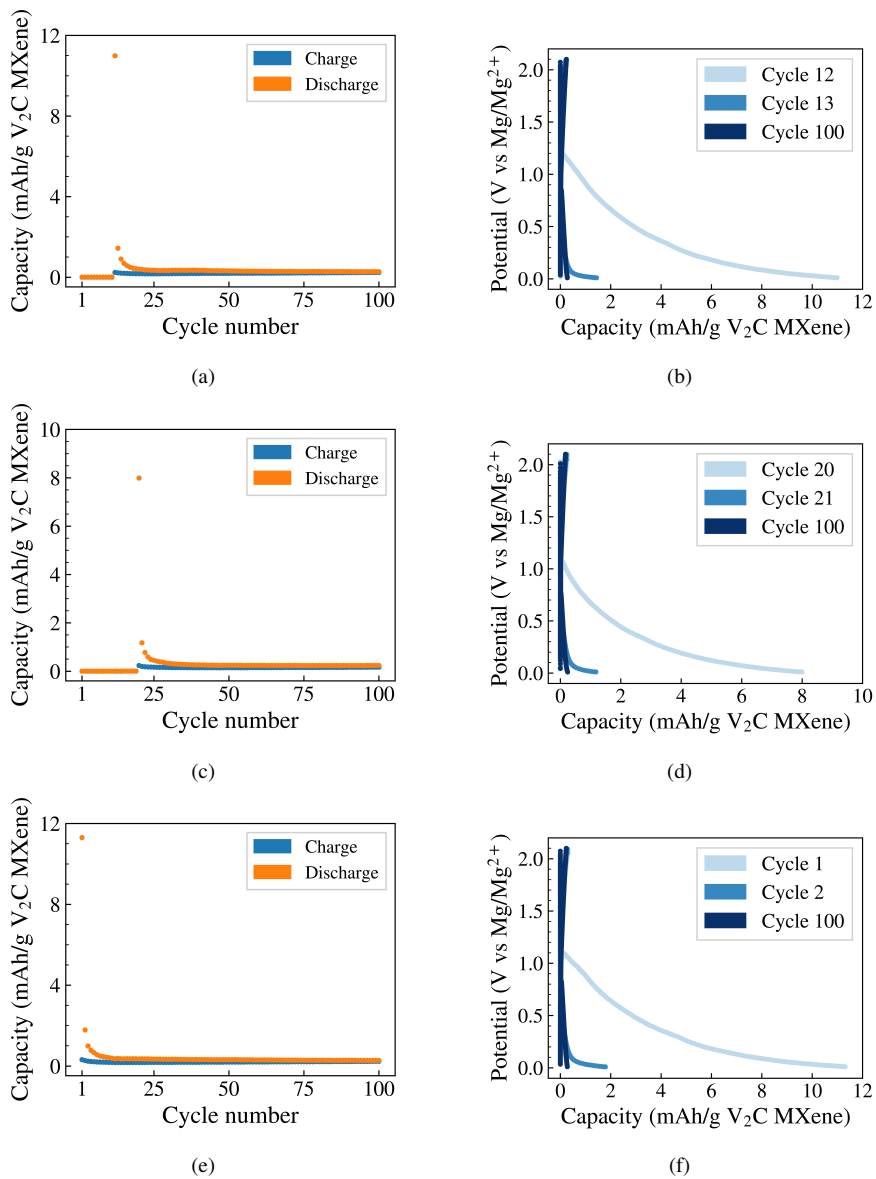 Capacity (mAh/g V₂C MXene)
12
8
4
0
Charge
Discharge
1
25
50
75
100
Cycle number
(a)
Potential (V vs Mg/Mg²⁺)
2.0
1.5
1.0
0.5
0.0
Cycle 12
Cycle 13
Cycle 100
0
2
4
6
8
10
12
Capacity (mAh/g V₂C MXene)
(b)
Capacity (mAh/g V₂C MXene)
10
8
6
4
2
0
Charge
Discharge
1
25
50
75
100
Cycle number
(c)
Potential (V vs Mg/Mg²⁺)
2.0
1.5
1.0
0.5
0.0
Cycle 20
Cycle 21
Cycle 100
0
2
4
6
8
10
Capacity (mAh/g V₂C MXene)
(d)
Capacity (mAh/g V₂C MXene)
12
8
4
0
Charge
Discharge
1
25
50
75
100
Cycle number
(e)
Potential (V vs Mg/Mg²⁺)
2.0
1.5
1.0
0.5
0.0
Cycle 1
Cycle 2
Cycle 100
0
2
4
6
8
10
12
Capacity (mAh/g V₂C MXene)
(f)